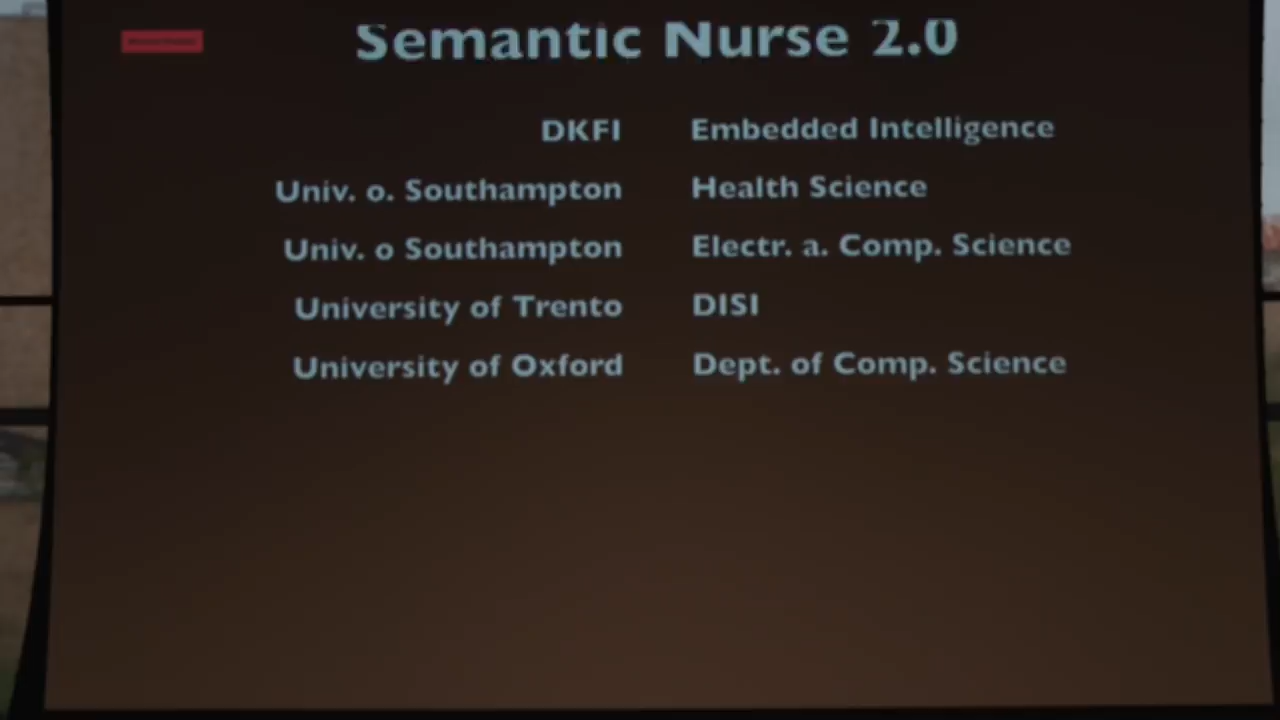 Semantic Nurse 2.0
DKFI Embedded Intelligence
Univ. o. Southampton Health Science
Univ. o Southampton Electr. a. Comp. Science
University of Trento DISI
University of Oxford Dept. of Comp. Science